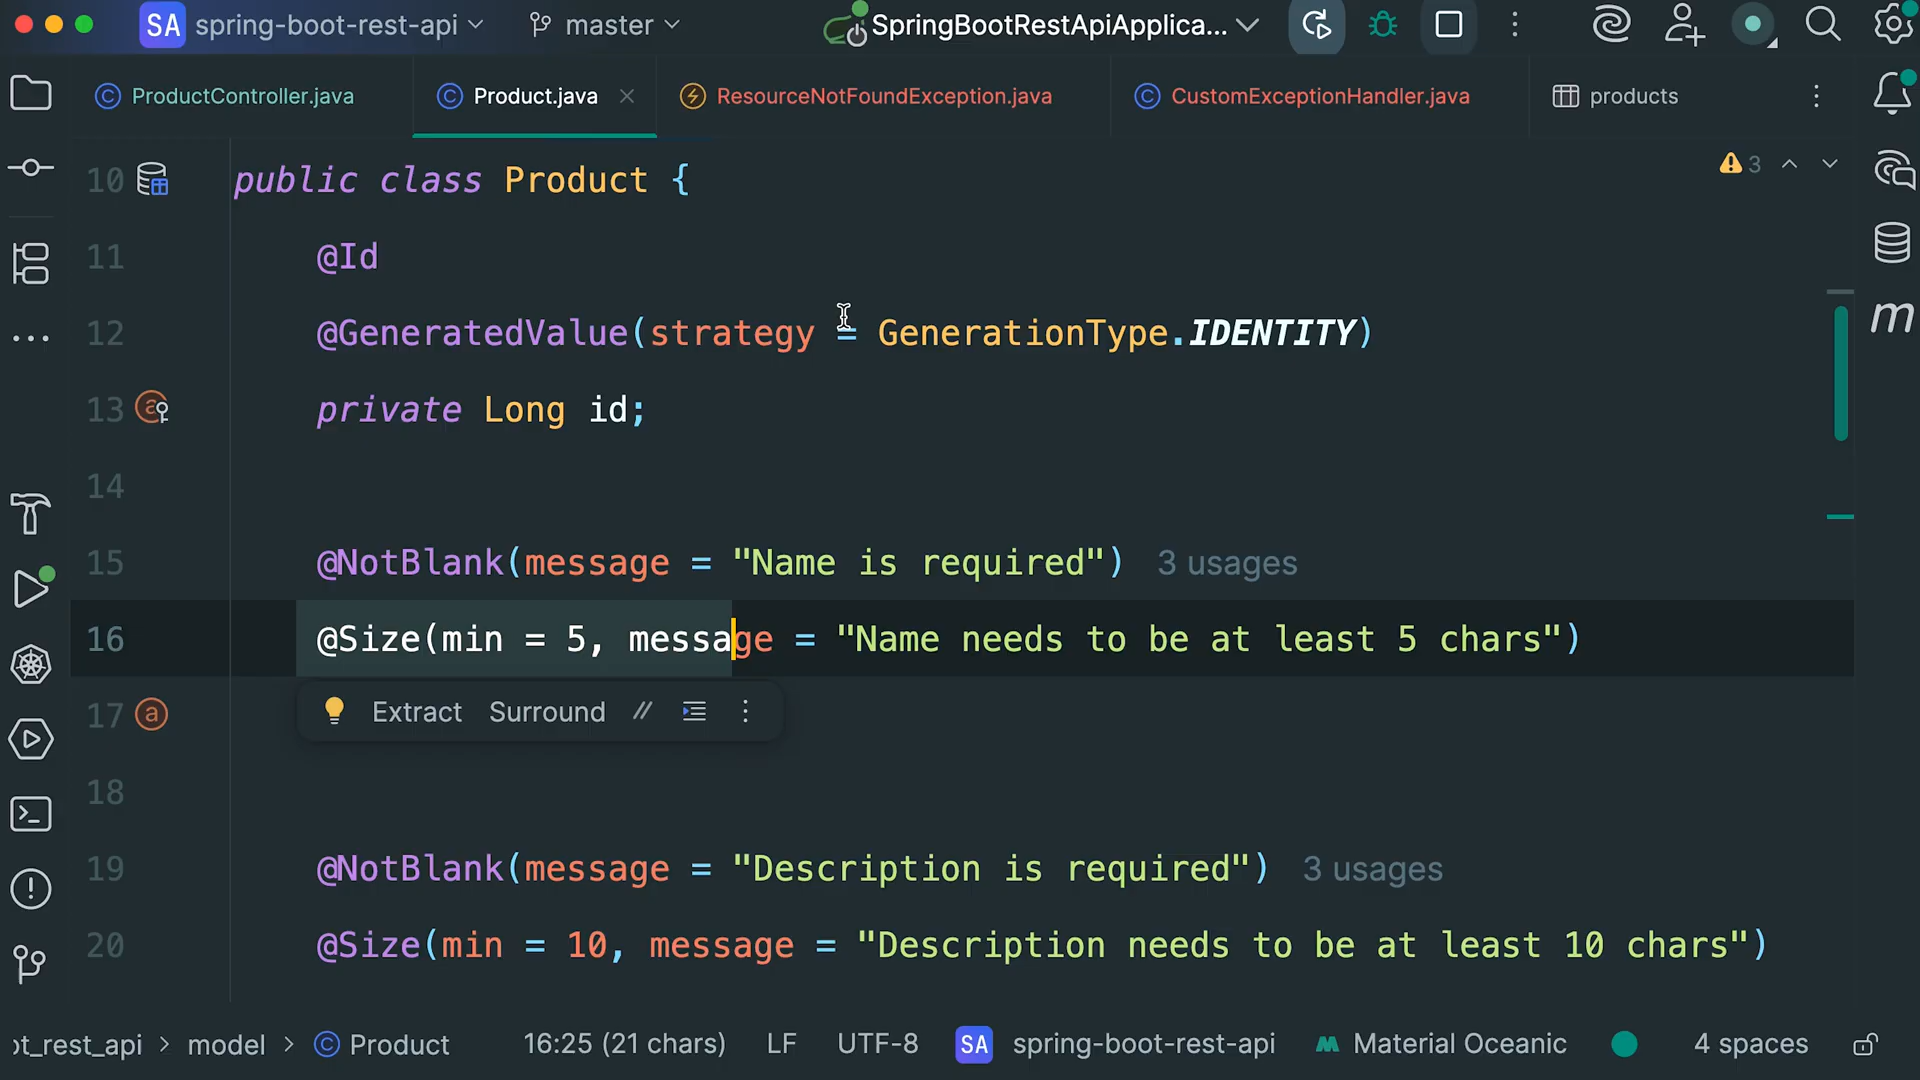 SA spring-boot-rest-api master SpringBootRestApiApplica...
ProductController.java Product.java ResourceNotFoundException.java CustomExceptionHandler.java products
10 public class Product {
3
11 @Id
12 @GeneratedValue(strategy = GenerationType.IDENTITY)
13 private Long id;
14
15 @NotBlank(message = "Name is required") 3 usages
16 @Size(min = 5, message = "Name needs to be at least 5 chars")
17 Extract Surround //
18
19 @NotBlank(message = "Description is required") 3 usages
20 @Size(min = 10, message = "Description needs to be at least 10 chars")
ot_rest_api > model > Product 16:25 (21 chars) LF UTF-8 SA spring-boot-rest-api Material Oceanic 4 spaces